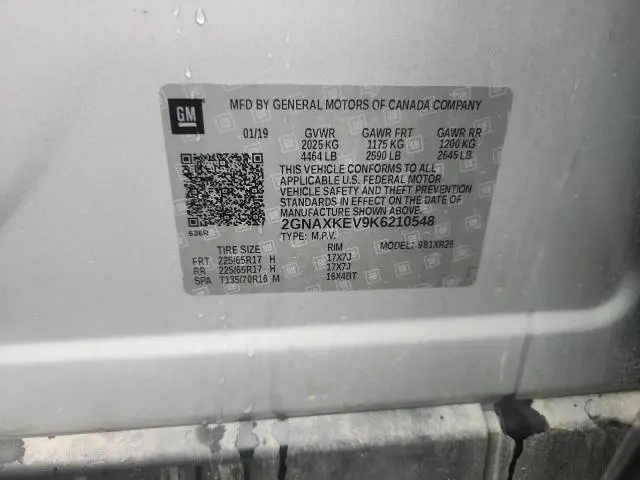 GM
MFD BY GENERAL MOTORS OF CANADA COMPANY
01/19 GVWR GAWR FRT GAWR RR
2025 KG 1175 KG 1200 KG
4464 LB 2590 LB 2645 LB
THIS VEHICLE CONFORMS TO ALL
APPLICABLE U.S. FEDERAL MOTOR
VEHICLE SAFETY AND THEFT PREVENTION
STANDARDS IN EFFECT ON THE DATE OF
MANUFACTURE SHOWN ABOVE.
2GNAXKEV9K6210548
636R
TYPE: M.P.V. MODEL: 981XR26
TIRE SIZE RIM
FRT 225/65R17 H 17X7J
RR 225/65R17 H 17X7J
SPA T135/70R16 M 16X4BT